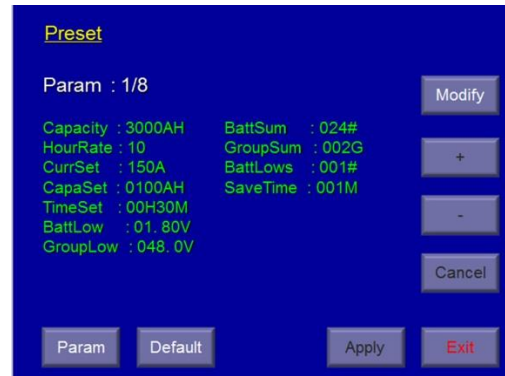 Preset
Param : 1/8
Modify
Capacity : 3000AH
HourRate : 10
CurrSet : 150A
CapaSet : 0100AH
TimeSet : 00H30M
BattLow : 01. 80V
GroupLow : 048. 0V
BattSum : 024#
GroupSum : 002G
BattLows : 001#
SaveTime : 001M
+
-
Cancel
Param
Default
Apply
Exit